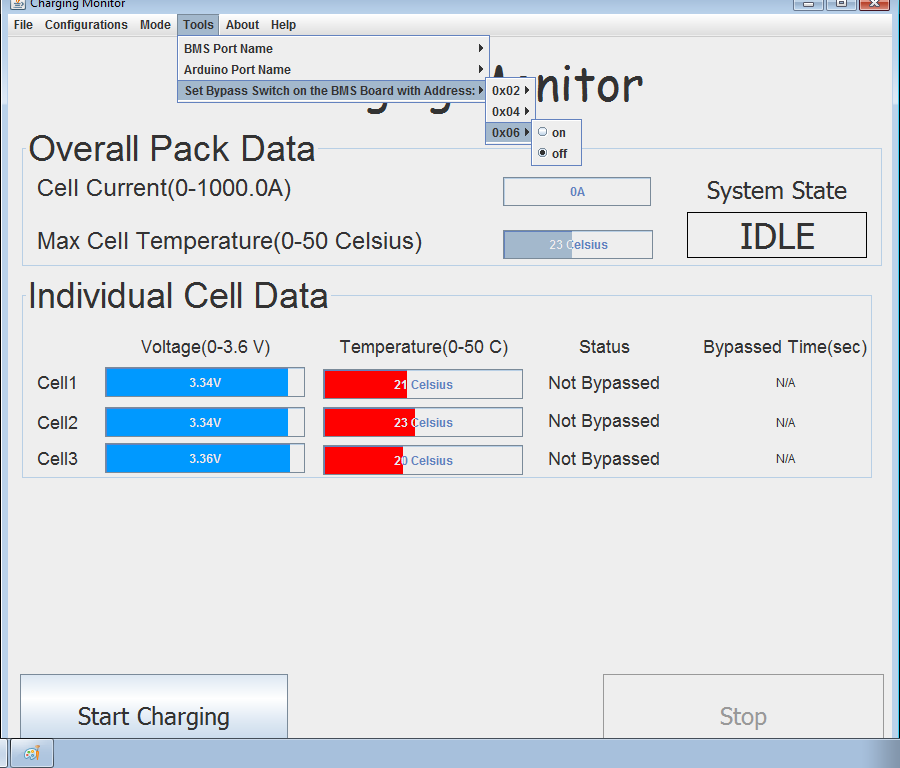 Charging Monitor
File Configurations Mode Tools About Help
BMS Port Name
Arduino Port Name
Set Bypass Switch on the BMS Board with Address:
0x02
0x04
0x06
on
off
nitor
Overall Pack Data
Cell Current(0-1000.0A) 0A
System State
IDLE
Max Cell Temperature(0-50 Celsius) 23 Celsius
Individual Cell Data
Voltage(0-3.6 V) Temperature(0-50 C) Status Bypassed Time(sec)
Cell1 3.34V 21 Celsius Not Bypassed N/A
Cell2 3.34V 23 Celsius Not Bypassed N/A
Cell3 3.36V 20 Celsius Not Bypassed N/A
Start Charging Stop